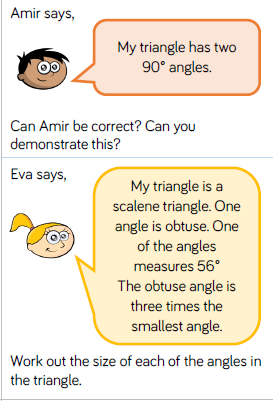 Amir says,
My triangle has two
90° angles.
Can Amir be correct? Can you
demonstrate this?
Eva says,
My triangle is a
scalene triangle. One
angle is obtuse. One
of the angles
measures 56°
The obtuse angle is
three times the
smallest angle.
Work out the size of each of the angles in
the triangle.